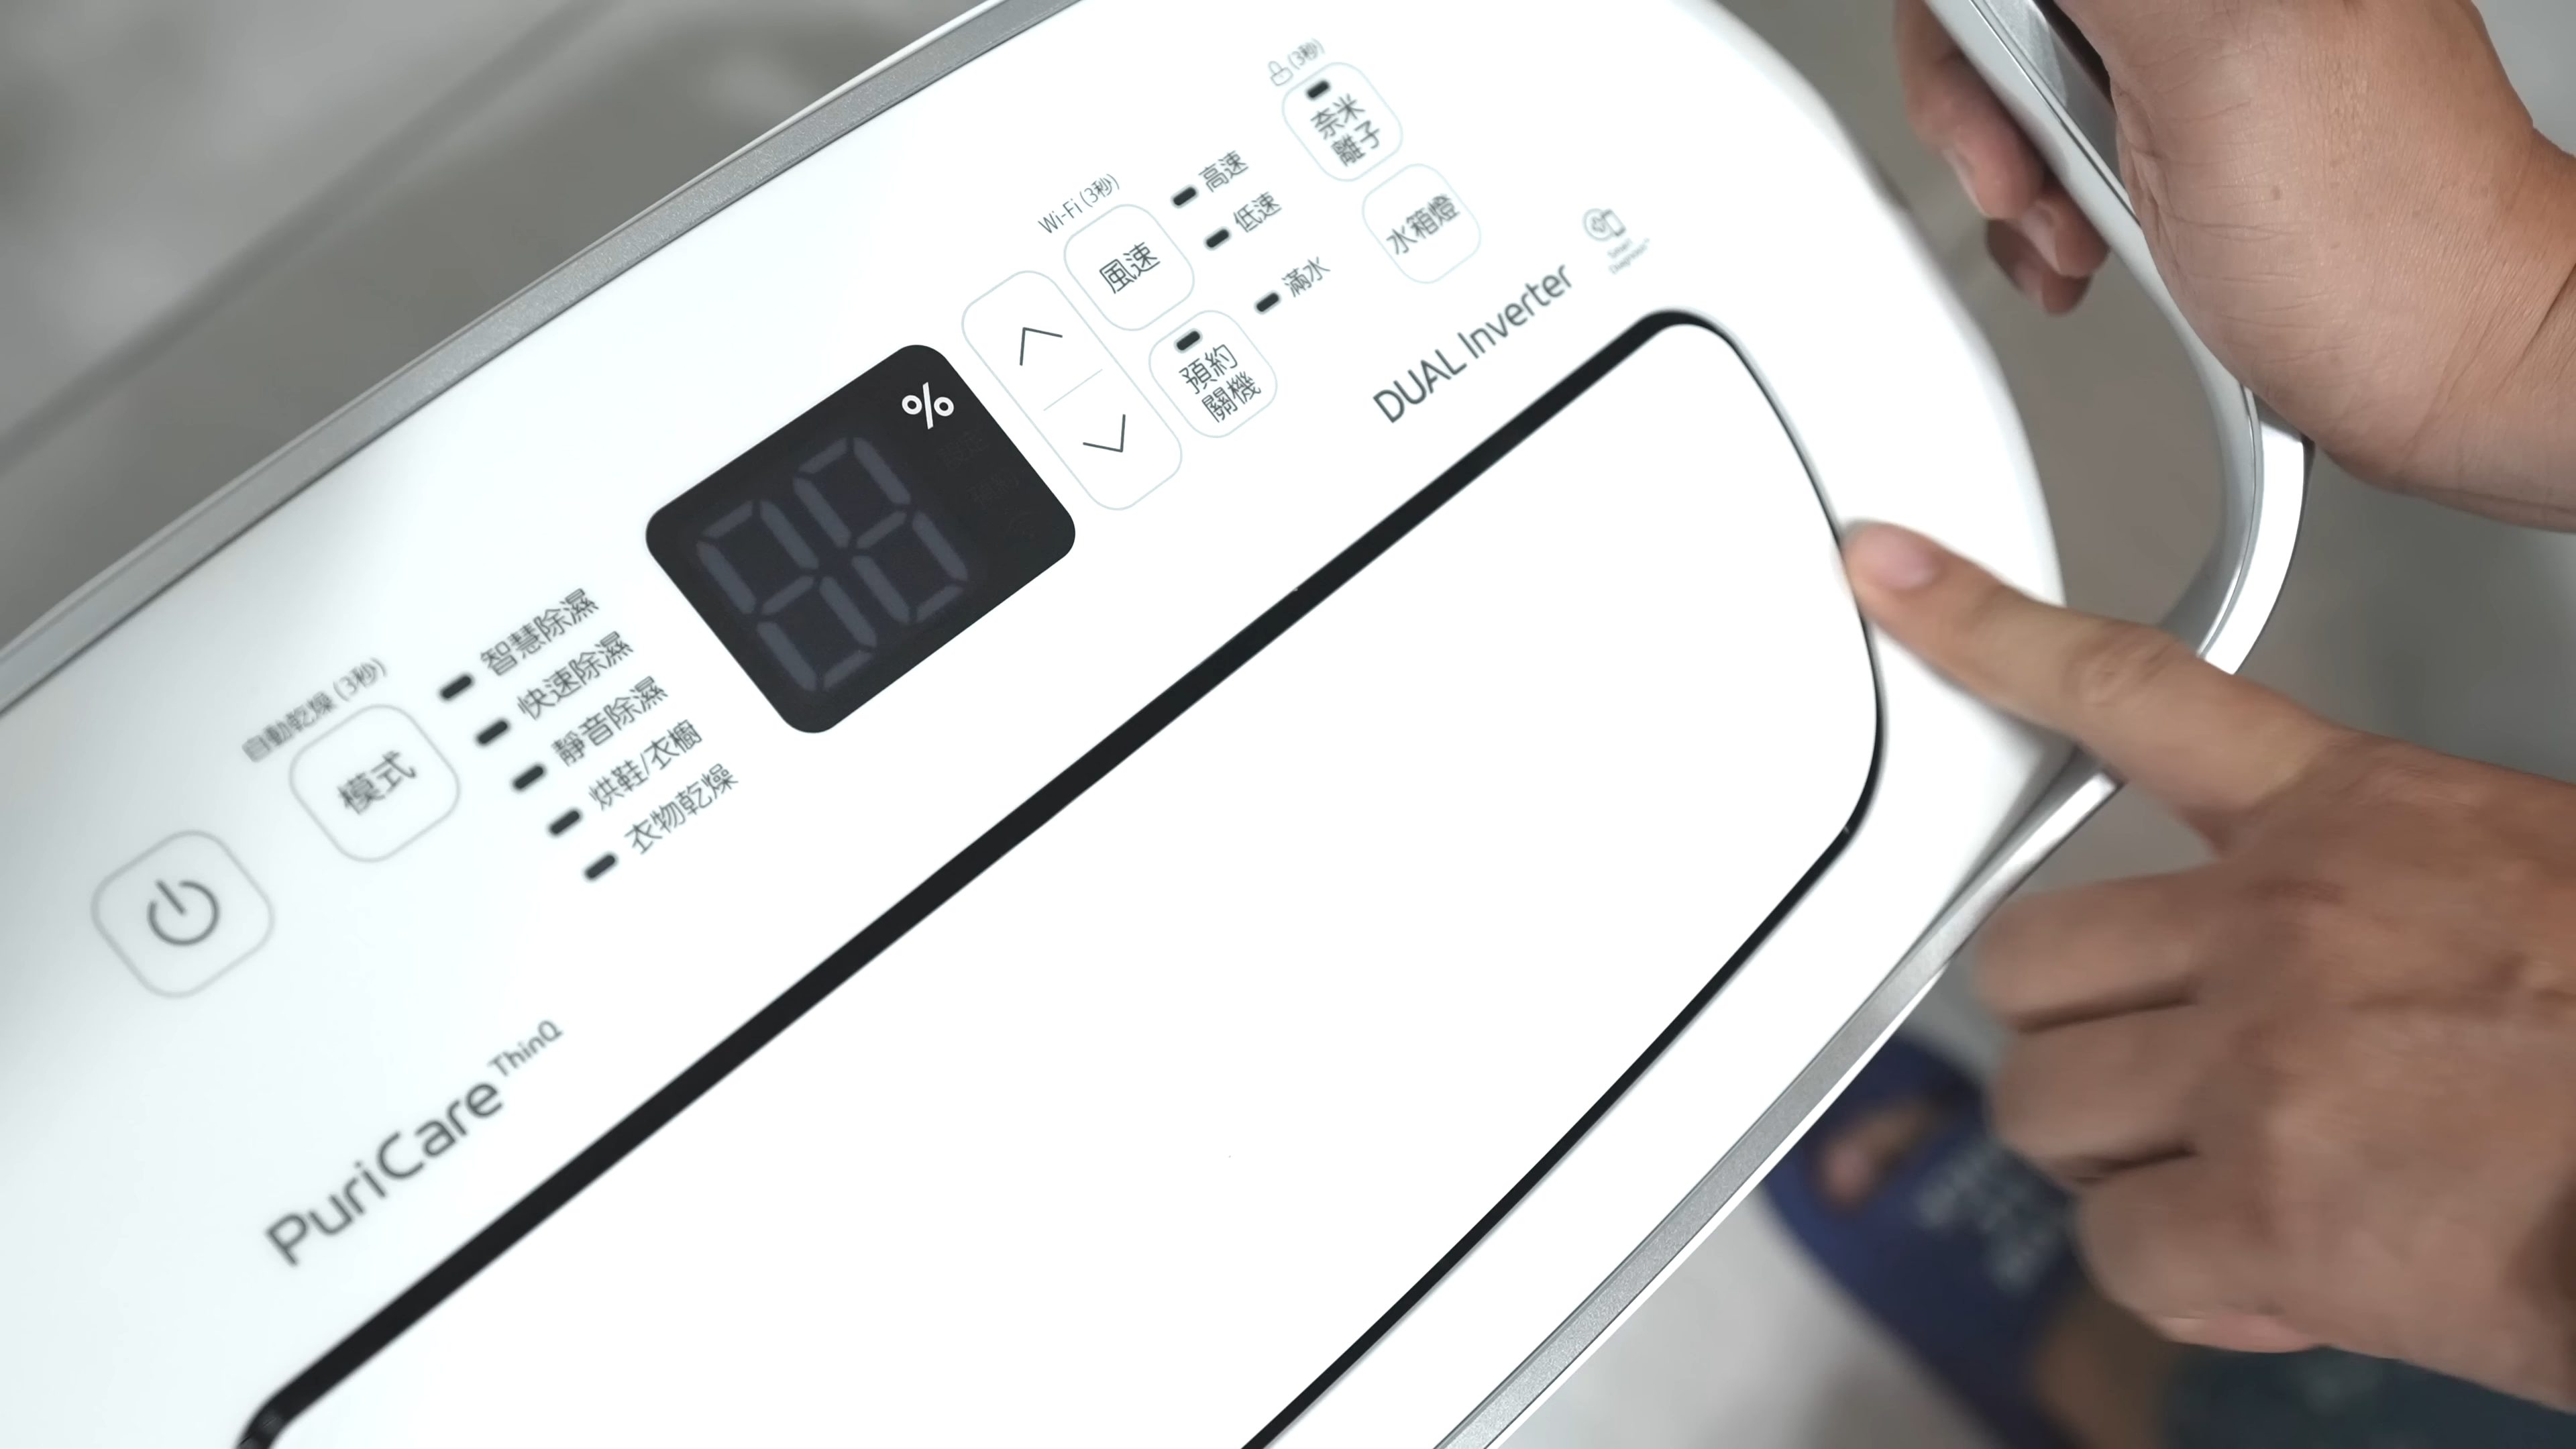 自動乾燥 (3秒)
模式
智慧除濕
快速除濕
靜音除濕
烘鞋/衣櫥
衣物乾燥
%
Wi-Fi (3秒)
風速
高速
低速
預約
關機
滿水
(3秒)
奈米
離子
水箱燈
DUAL Inverter
Smart
Diagnosis™
PuriCare ThinQ